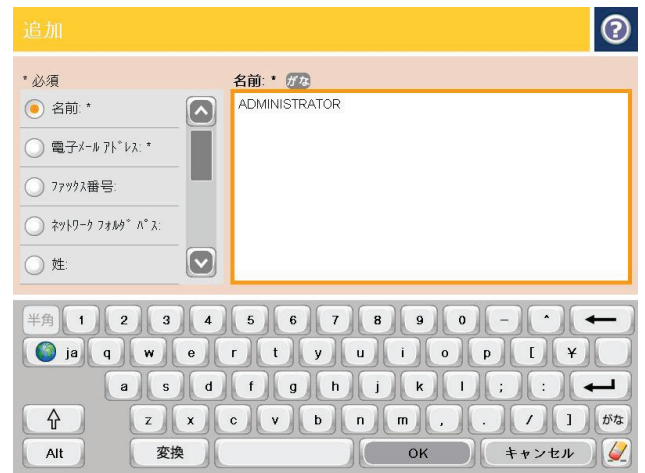 追加
* 必須
名前: * がな
名前: *
ADMINISTRATOR
電子ﾒｰﾙ ｱﾄﾞﾚｽ: *
ﾌｧｯｸｽ番号:
ﾈｯﾄﾜｰｸ ﾌｫﾙﾀﾞ ﾊﾟｽ:
姓:
半角 1 2 3 4 5 6 7 8 9 0 - ^
ja q w e r t y u i o p [ ¥
a s d f g h j k l ; :
z x c v b n m , . / ] がな
Alt 変換 OK キャンセル